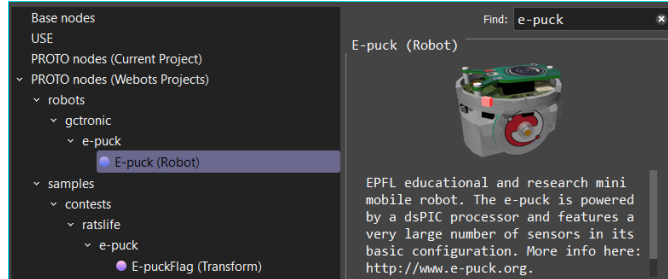 Base nodes
USE
PROTO nodes (Current Project)
PROTO nodes (Webots Projects)
robots
gctronic
e-puck
E-puck (Robot)
samples
contests
ratslife
e-puck
E-puckFlag (Transform)
Find: e-puck
E-puck (Robot)
EPFL educational and research mini
mobile robot. The e-puck is powered
by a dsPIC processor and features a
very large number of sensors in its
basic configuration. More info here:
http://www.e-puck.org.